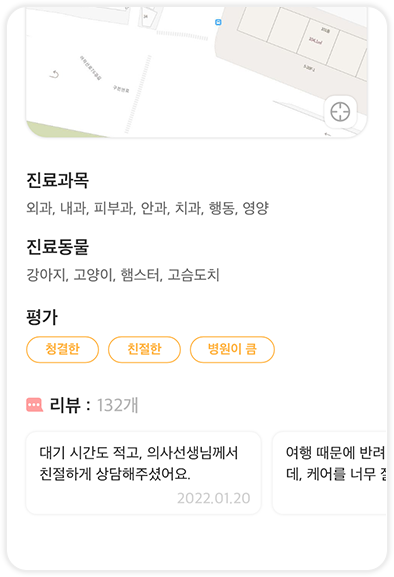 진료과목
외과, 내과, 피부과, 안과, 치과, 행동, 영양
진료동물
강아지, 고양이, 햄스터, 고슴도치
평가
청결한 친절한 병원이 큼
리뷰 : 132개
대기 시간도 적고, 의사선생님께서
친절하게 상담해주셨어요.
2022.01.20
여행 때문에 반려
데, 케어를 너무